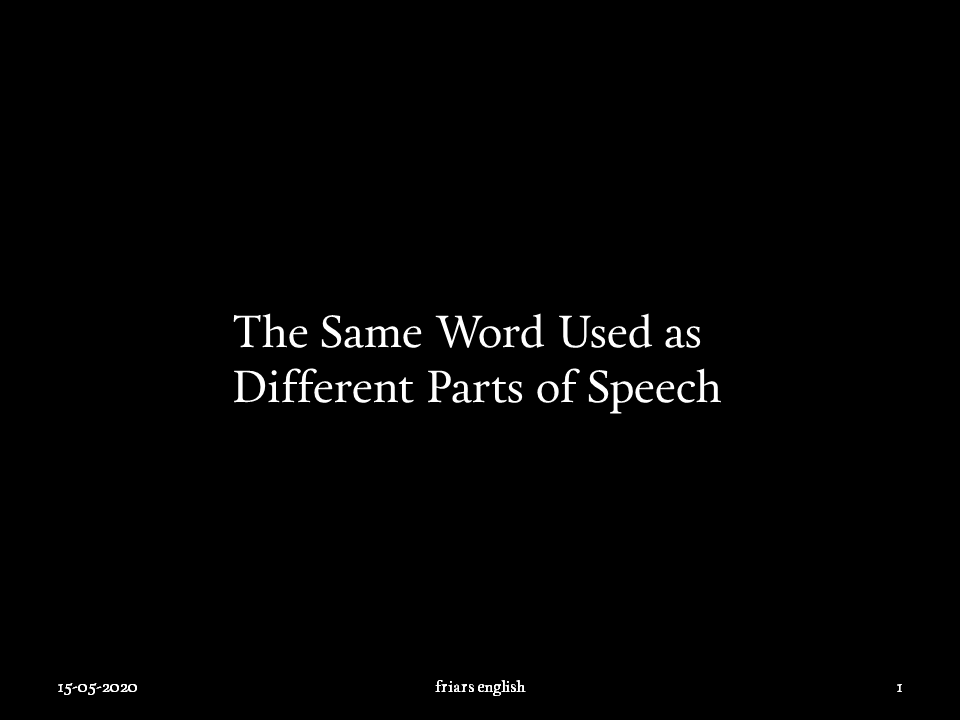 The Same Word Used as
Different Parts of Speech
15-05-2020
friars english
1